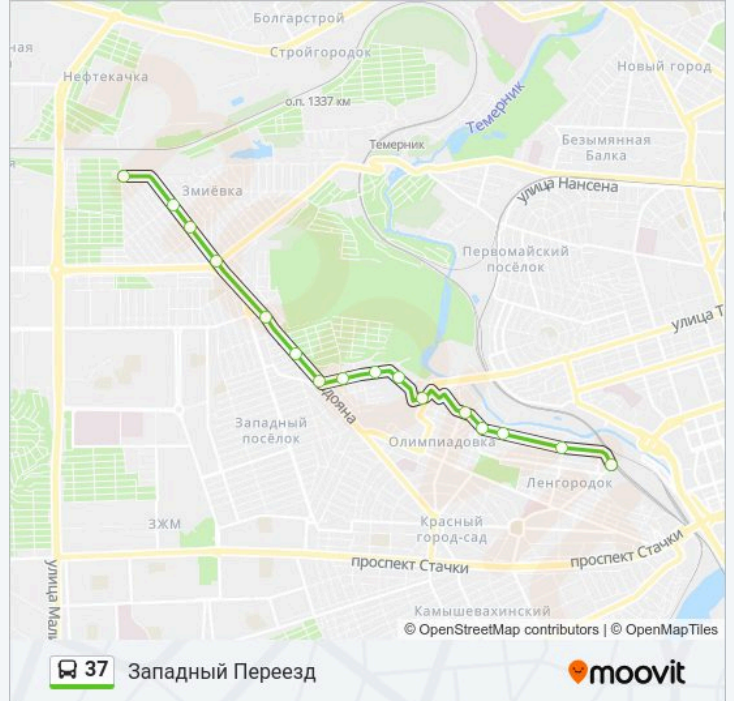 Болгарстрой
ная
Стройгородок
Нефтекачка
Новый город
о.п. 1337 км
Темерник
Темерник
Безымянная
Балка
улица Нансена
Змиёвка
Первомайский
посёлок
улица Т
дояна
Западный
посёлок
Олимпиадовка
Ленгородок
ЗЖМ
Красный
город-сад
проспект Стачки
проспект Стачки
улица Мал
Камышевахинский
© OpenStreetMap contributors | © OpenMapTiles
37 Западный Переезд
moovit